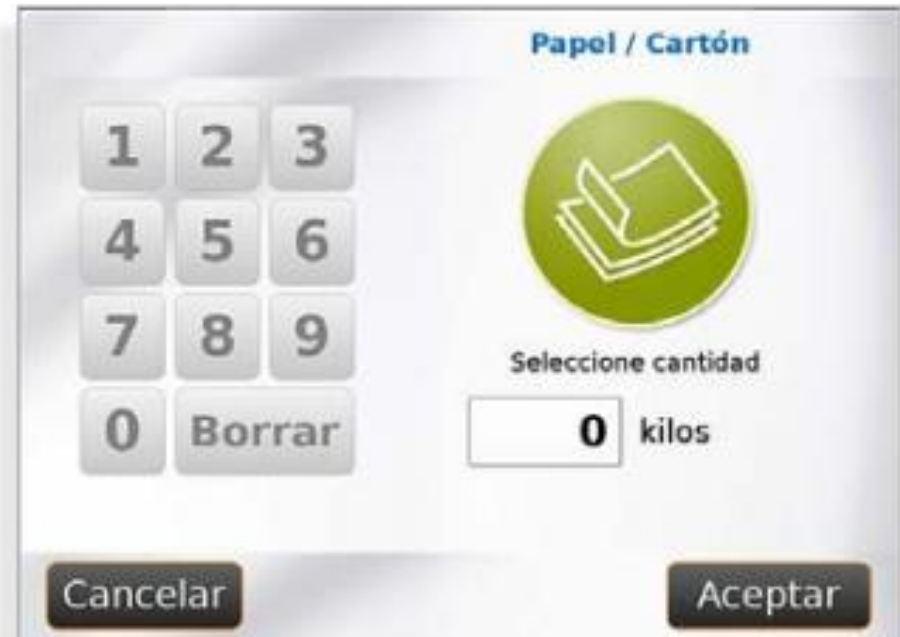 Papel / Cartón
1 2 3
4 5 6
7 8 9
0 Borrar
Seleccione cantidad
0 kilos
Cancelar
Aceptar